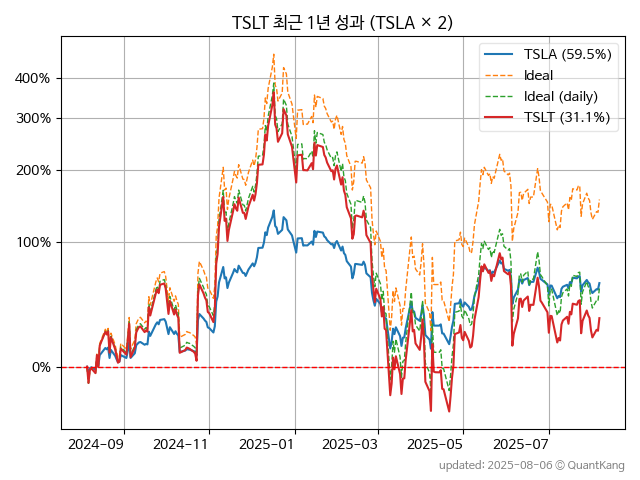 TSLT 최근 1년 성과 (TSLA × 2)
TSLA (59.5%)
Ideal
Ideal (daily)
TSLT (31.1%)
400%
300%
200%
100%
0%
2024-09
2024-11
2025-01
2025-03
2025-05
2025-07
updated: 2025-08-06 © QuantKang